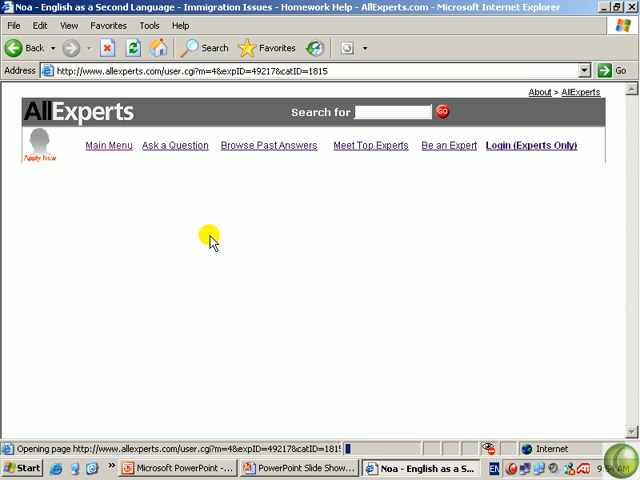 Noa - English as a Second Language - Immigration Issues - Homework Help - AllExperts.com - Microsoft Internet Explorer
File Edit View Favorites Tools Help
Back Search Favorites
Address http://www.allexperts.com/user.cgi?m=4&expID=49217&catID=1815 Go
About > AllExperts
AllExperts Search for GO
Apply Now Main Menu Ask a Question Browse Past Answers Meet Top Experts Be an Expert Login (Experts Only)
Opening page http://www.allexperts.com/user.cgi?m=4&expID=49217&catID=1815 Internet
Start » Microsoft PowerPoint -... PowerPoint Slide Show... Noa - English as a S... EN